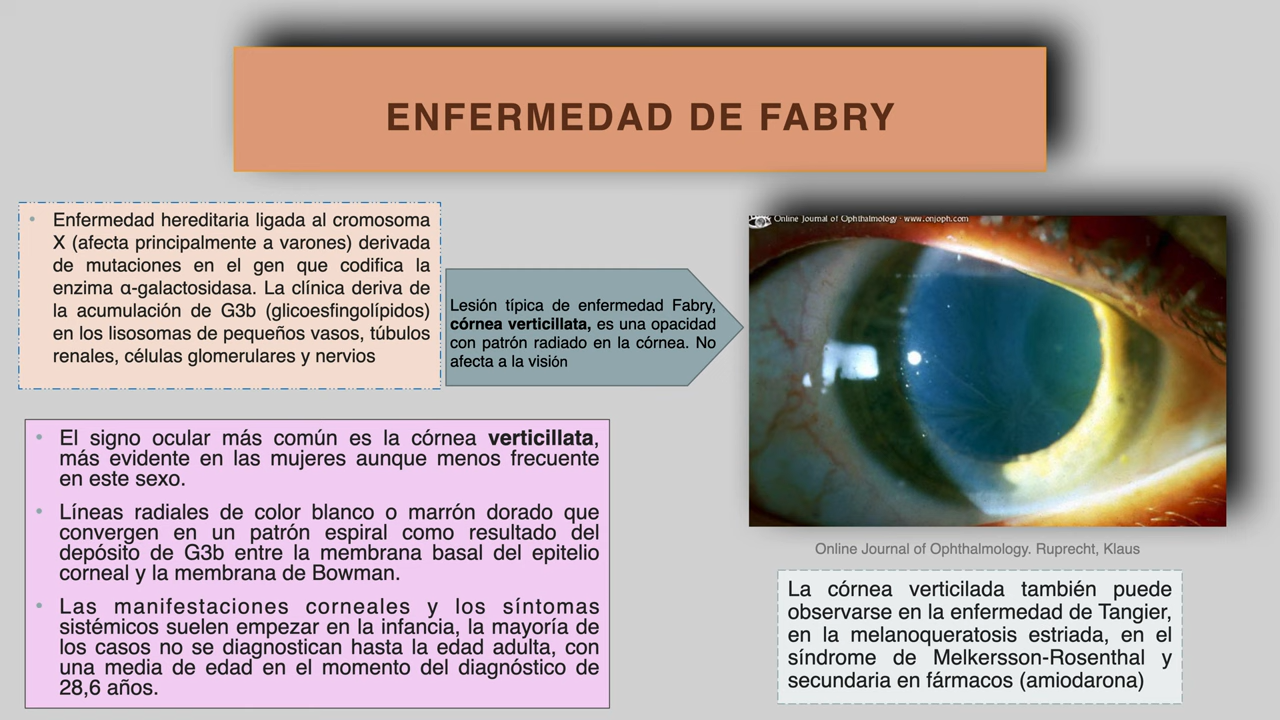 ENFERMEDAD DE FABRY
• Enfermedad hereditaria ligada al cromosoma
X (afecta principalmente a varones) derivada
de mutaciones en el gen que codifica la
enzima α-galactosidasa. La clínica deriva de
la acumulación de G3b (glicoesfingolípidos)
en los lisosomas de pequeños vasos, túbulos
renales, células glomerulares y nervios
Lesión típica de enfermedad Fabry,
córnea verticillata, es una opacidad
con patrón radiado en la córnea. No
afecta a la visión
Online Journal of Ophthalmology - www.onjoph.com
Online Journal of Ophthalmology. Ruprecht, Klaus
• El signo ocular más común es la córnea verticillata,
más evidente en las mujeres aunque menos frecuente
en este sexo.
• Líneas radiales de color blanco o marrón dorado que
convergen en un patrón espiral como resultado del
depósito de G3b entre la membrana basal del epitelio
corneal y la membrana de Bowman.
• Las manifestaciones corneales y los síntomas
sistémicos suelen empezar en la infancia, la mayoría de
los casos no se diagnostican hasta la edad adulta, con
una media de edad en el momento del diagnóstico de
28,6 años.
La córnea verticilada también puede
observarse en la enfermedad de Tangier,
en la melanoqueratosis estriada, en el
síndrome de Melkersson-Rosenthal y
secundaria en fármacos (amiodarona)